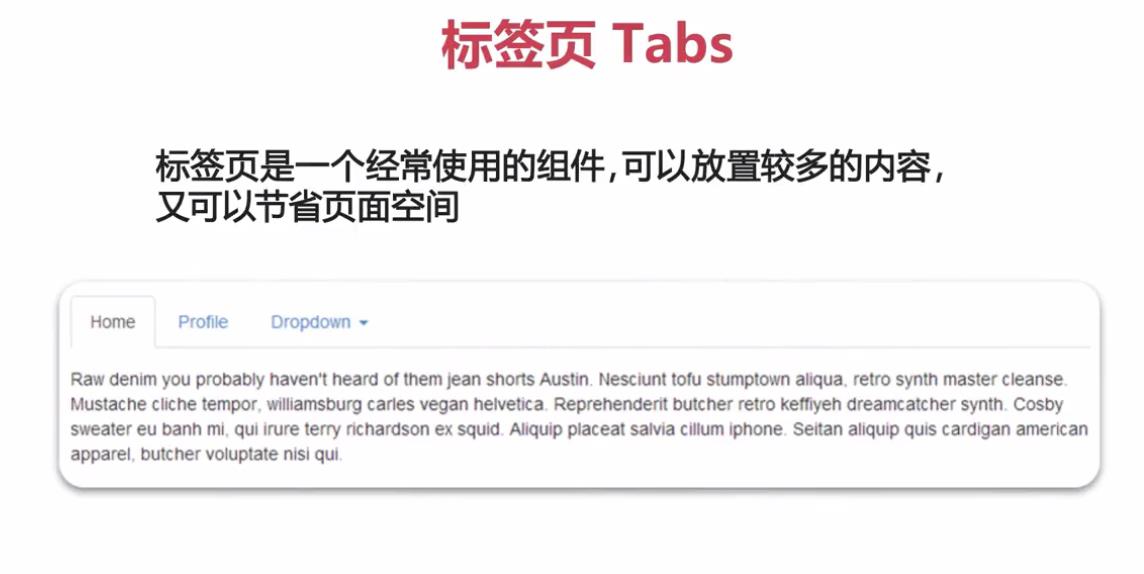 标签页 Tabs
标签页是一个经常使用的组件,可以放置较多的内容,
又可以节省页面空间
Home Profile Dropdown
Raw denim you probably haven't heard of them jean shorts Austin. Nesciunt tofu stumptown aliqua, retro synth master cleanse.
Mustache cliche tempor, williamsburg carles vegan helvetica. Reprehenderit butcher retro keffiyeh dreamcatcher synth. Cosby
sweater eu banh mi, qui irure terry richardson ex squid. Aliquip placeat salvia cillum iphone. Seitan aliquip quis cardigan american
apparel, butcher voluptate nisi qui.